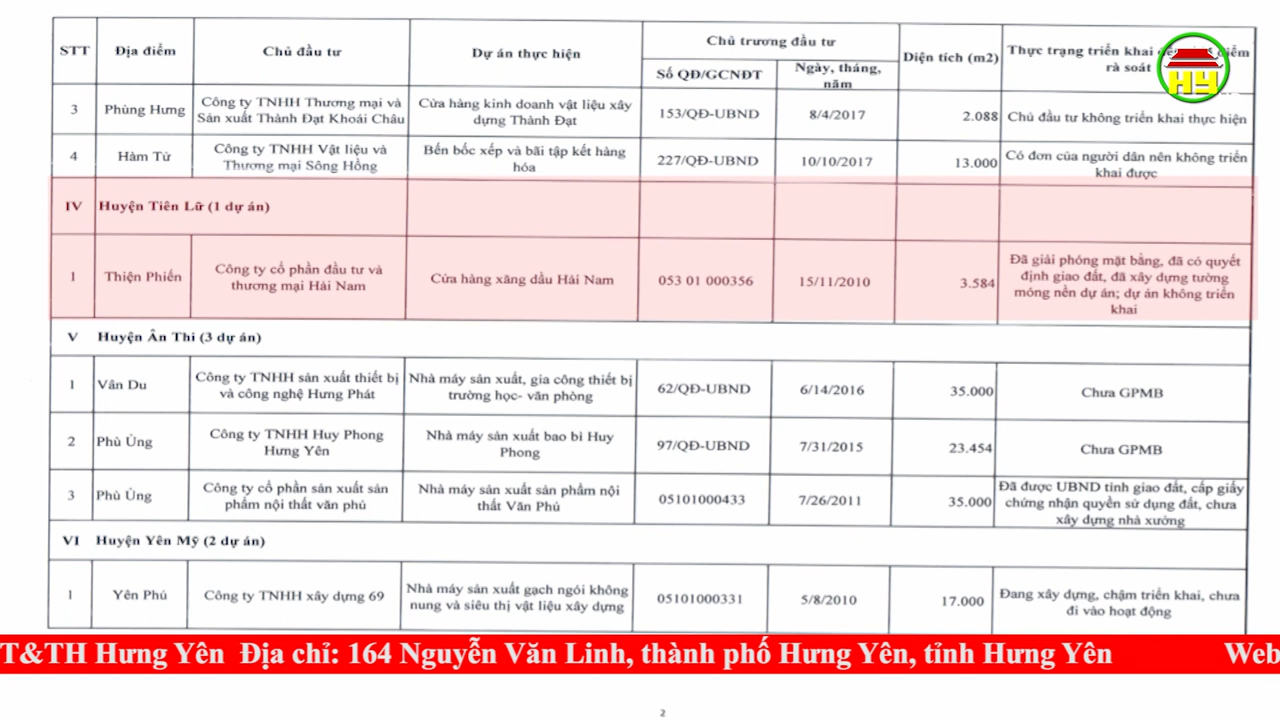 STT Địa điểm Chủ đầu tư Dự án thực hiện Chủ trương đầu tư Diện tích (m2) Thực trạng triển khai điểm
rà soát
Số QĐ/GCNĐT Ngày, tháng,
năm
3 Phùng Hưng Công ty TNHH Thương mại và Cửa hàng kinh doanh vật liệu xây 153/QĐ-UBND 8/4/2017 2.088 Chủ đầu tư không triển khai thực hiện
Sản xuất Thành Đạt Khoái Châu dựng Thành Đạt
4 Hàm Tử Công ty TNHH Vật liệu và Bến bốc xếp và bãi tập kết hàng 227/QĐ-UBND 10/10/2017 13.000 Có đơn của người dân nên không triển
Thương mại Sông Hồng hóa khai được
IV Huyện Tiên Lữ (1 dự án)
1 Thiện Phiến Công ty cổ phần đầu tư và Cửa hàng xăng dầu Hải Nam 053 01 000356 15/11/2010 3.584 Đã giải phóng mặt bằng, đã có quyết
thương mại Hải Nam định giao đất, đã xây dựng tường
móng nền dự án; dự án không triển
khai
V Huyện Ân Thi (3 dự án)
1 Vân Du Công ty TNHH sản xuất thiết bị Nhà máy sản xuất, gia công thiết bị 62/QĐ-UBND 6/14/2016 35.000 Chưa GPMB
và công nghệ Hưng Phát trường học- văn phòng
2 Phù Ủng Công ty TNHH Huy Phong Nhà máy sản xuất bao bì Huy 97/QĐ-UBND 7/31/2015 23.454 Chưa GPMB
Hưng Yên Phong
3 Phù Ủng Công ty cổ phần sản xuất sản Nhà máy sản xuất sản phẩm nội 05101000433 7/26/2011 35.000 Đã được UBND tỉnh giao đất, cấp giấy
phẩm nội thất văn phú thất Văn Phú chứng nhận quyền sử dụng đất, chưa
xây dựng nhà xưởng
VI Huyện Yên Mỹ (2 dự án)
1 Yên Phú Công ty TNHH xây dựng 69 Nhà máy sản xuất gạch ngói không 05101000331 5/8/2010 17.000 Đang xây dựng, chậm triển khai, chưa
nung và siêu thị vật liệu xây dựng đi vào hoạt động
T&TH Hưng Yên Địa chỉ: 164 Nguyễn Văn Linh, thành phố Hưng Yên, tỉnh Hưng Yên Web
2
HY